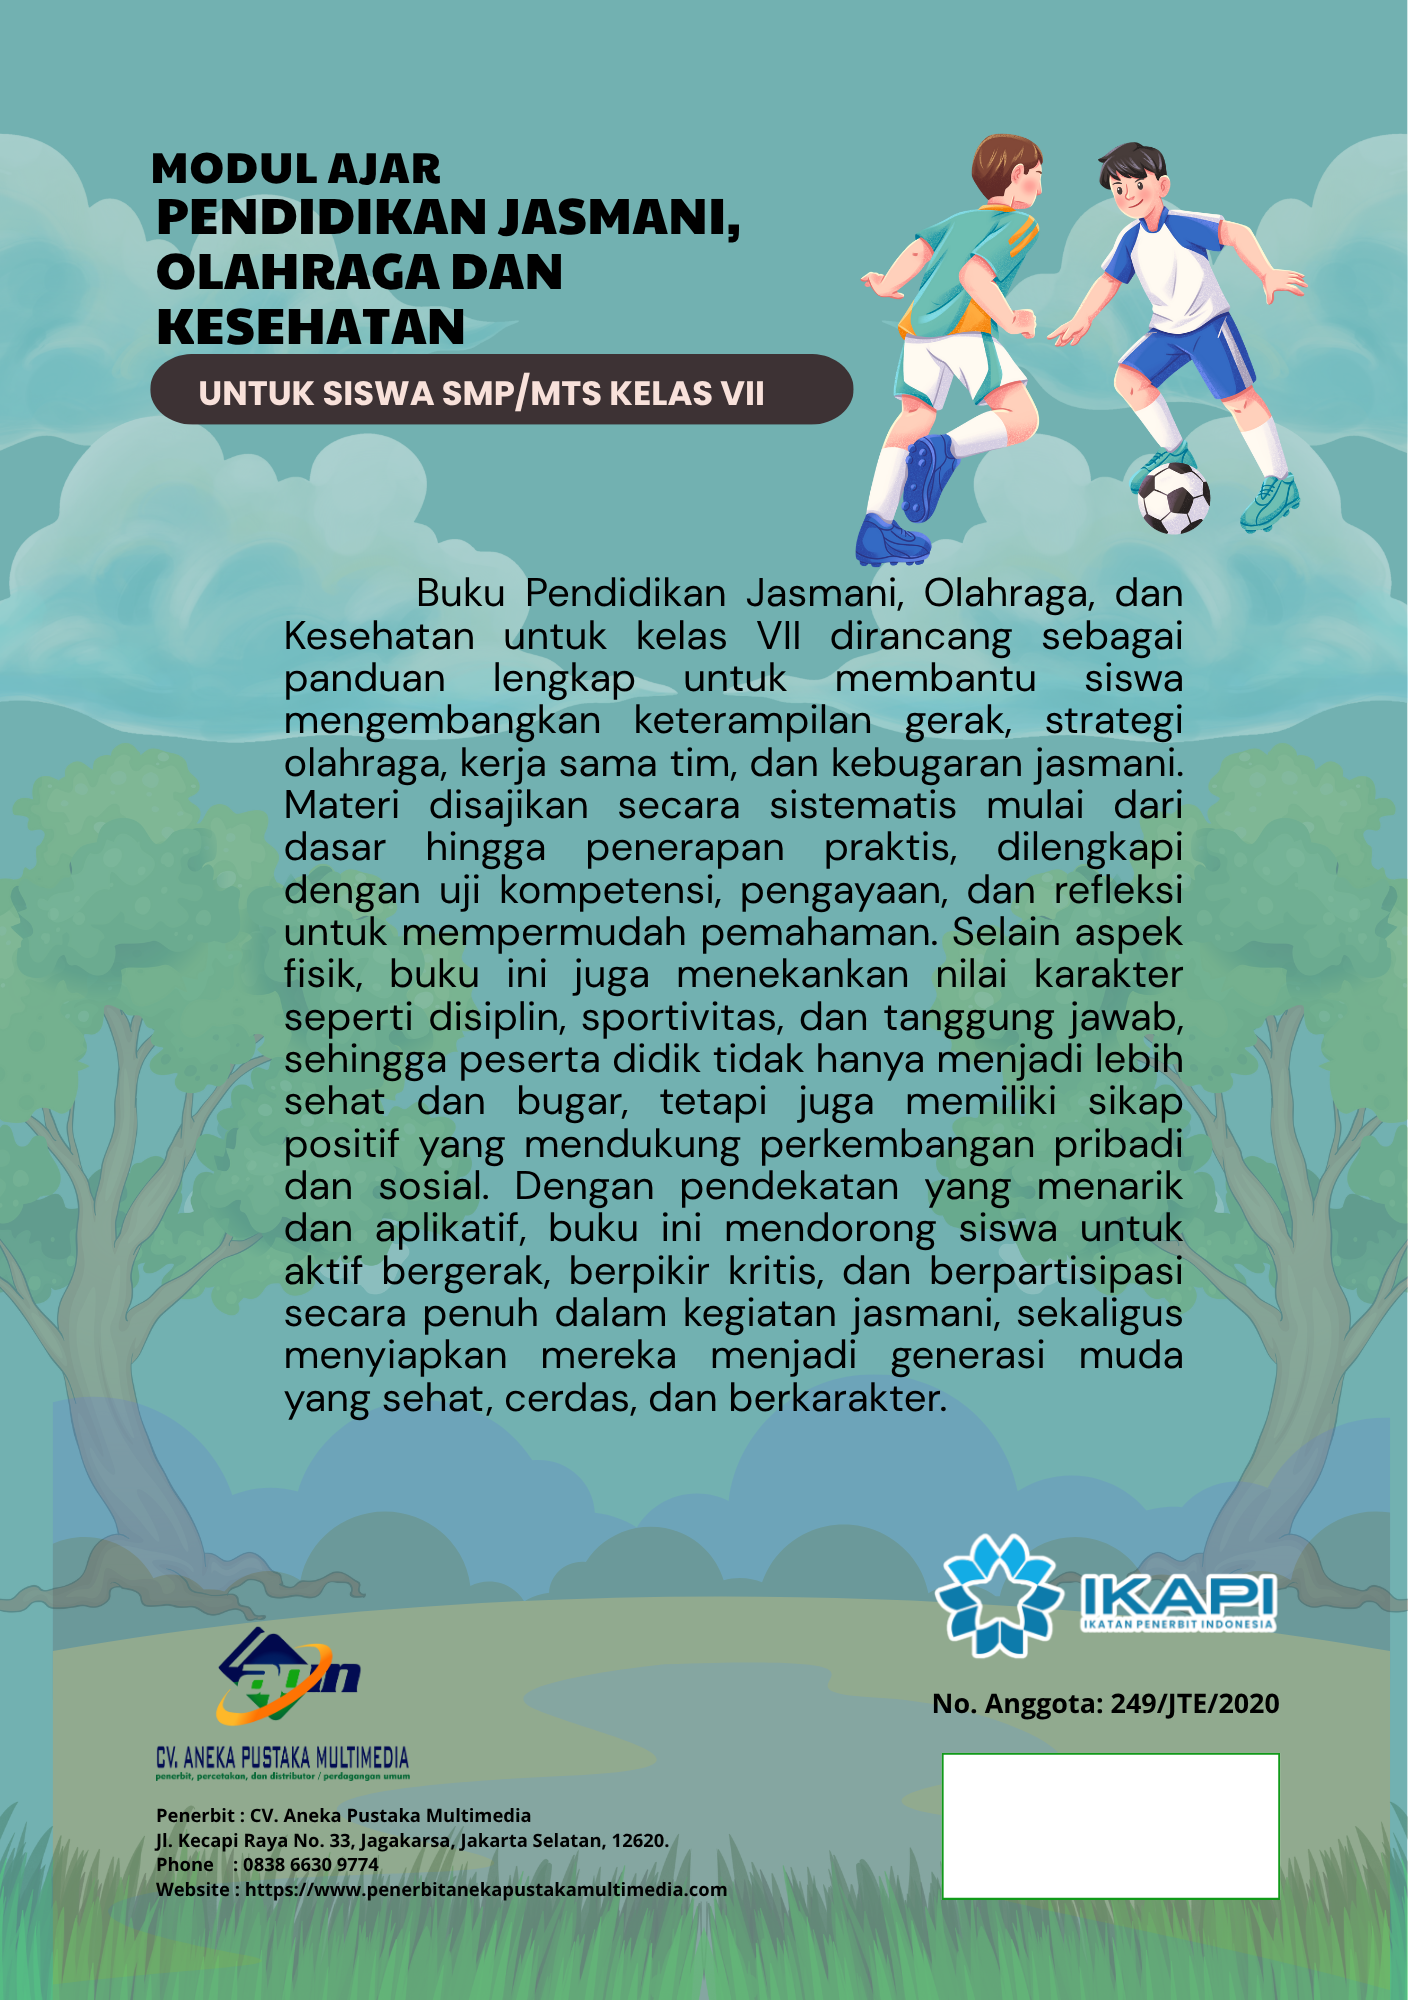 MODUL AJAR
PENDIDIKAN JASMANI,
OLAHRAGA DAN
KESEHATAN
UNTUK SISWA SMP/MTS KELAS VII
Buku Pendidikan Jasmani, Olahraga, dan
Kesehatan untuk kelas VII dirancang sebagai
panduan lengkap untuk membantu siswa
mengembangkan keterampilan gerak, strategi
olahraga, kerja sama tim, dan kebugaran jasmani.
Materi disajikan secara sistematis mulai dari
dasar hingga penerapan praktis, dilengkapi
dengan uji kompetensi, pengayaan, dan refleksi
untuk mempermudah pemahaman. Selain aspek
fisik, buku ini juga menekankan nilai karakter
seperti disiplin, sportivitas, dan tanggung jawab,
sehingga peserta didik tidak hanya menjadi lebih
sehat dan bugar, tetapi juga memiliki sikap
positif yang mendukung perkembangan pribadi
dan sosial. Dengan pendekatan yang menarik
dan aplikatif, buku ini mendorong siswa untuk
aktif bergerak, berpikir kritis, dan berpartisipasi
secara penuh dalam kegiatan jasmani, sekaligus
menyiapkan mereka menjadi generasi muda
yang sehat, cerdas, dan berkarakter.
IKAPI
IKATAN PENERBIT INDONESIA
No. Anggota: 249/JTE/2020
apm
CV. ANEKA PUSTAKA MULTIMEDIA
penerbit, percetakan, dan distributor / perdagangan umum
Penerbit : CV. Aneka Pustaka Multimedia
Jl. Kecapi Raya No. 33, Jagakarsa, Jakarta Selatan, 12620.
Phone : 0838 6630 9774
Website : https://www.penerbitanekapustakamultimedia.com